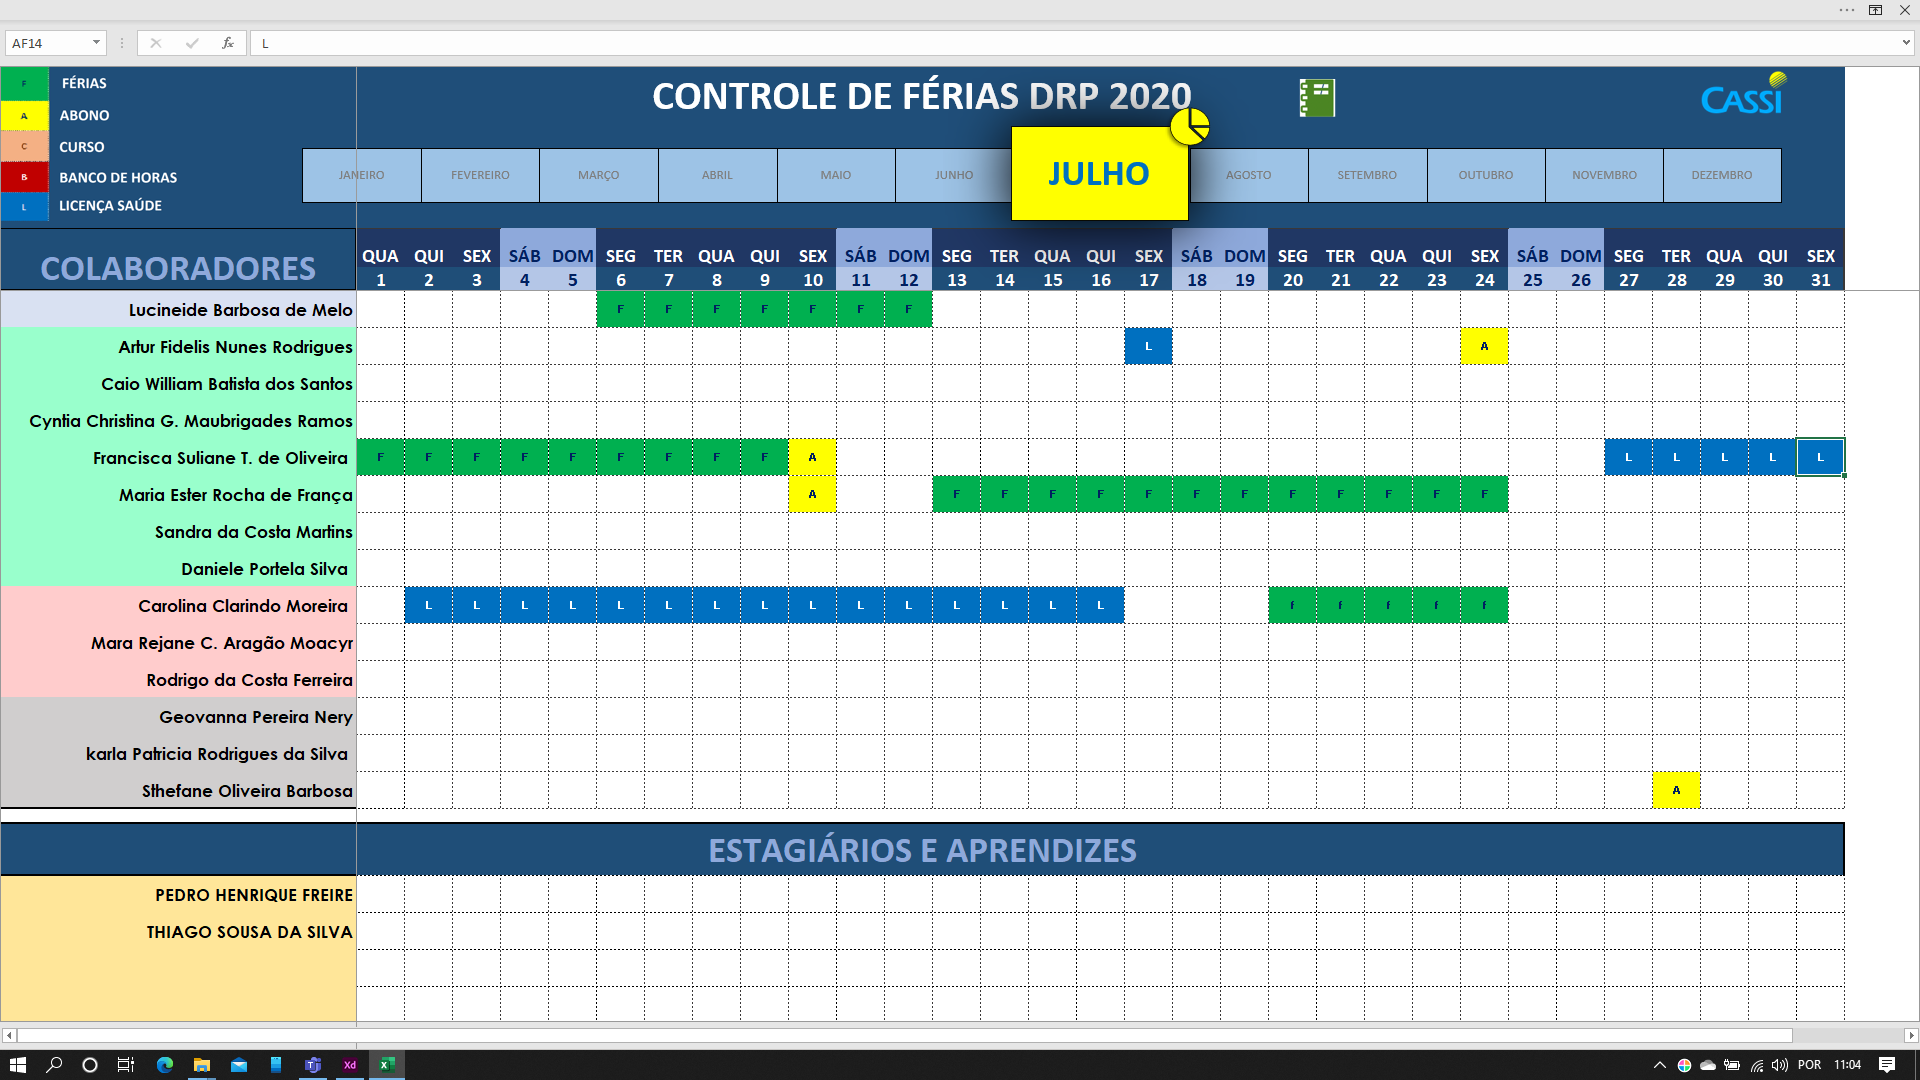 AF14
fx
L
F FÉRIAS
A ABONO
C CURSO
B BANCO DE HORAS
L LICENÇA SAÚDE
CONTROLE DE FÉRIAS DRP 2020
CASSI
JANEIRO FEVEREIRO MARÇO ABRIL MAIO JUNHO JULHO AGOSTO SETEMBRO OUTUBRO NOVEMBRO DEZEMBRO
COLABORADORES
QUA QUI SEX SÁB DOM SEG TER QUA QUI SEX SÁB DOM SEG TER QUA QUI SEX SÁB DOM SEG TER QUA QUI SEX SÁB DOM SEG TER QUA QUI SEX
1 2 3 4 5 6 7 8 9 10 11 12 13 14 15 16 17 18 19 20 21 22 23 24 25 26 27 28 29 30 31
Lucineide Barbosa de Melo F F F F F F F
Artur Fidelis Nunes Rodrigues L A
Caio William Batista dos Santos
Cyntia Christina G. Maubrigades Ramos
Francisca Suliane T. de Oliveira F F F F F F F F F A L L L L L
Maria Ester Rocha de França A F F F F F F F F F F F F
Sandra da Costa Martins
Daniele Portela Silva
Carolina Clarindo Moreira L L L L L L L L L L L L L L L f f f f f
Mara Rejane C. Aragão Moacyr
Rodrigo da Costa Ferreira
Geovanna Pereira Nery
karla Patricia Rodrigues da Silva
Sthefane Oliveira Barbosa A
ESTAGIÁRIOS E APRENDIZES
PEDRO HENRIQUE FREIRE
THIAGO SOUSA DA SILVA
Xd
POR 11:04